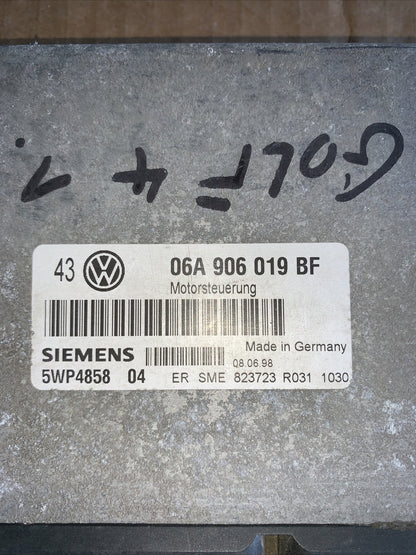 GOLF 4 1.
43 VW 06A 906 019 BF
Motorsteuerung
Made in Germany
SIEMENS 08.06.98
5WP4858 04 ER SME 823723 R031 1030